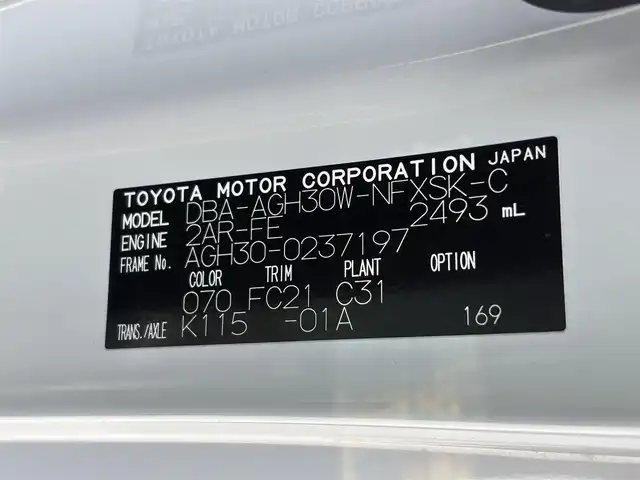 TOYOTA MOTOR CORPORATION JAPAN
MODEL DBA-AGH30W-NFXSK-C
ENGINE 2AR-FE 2493 mL
FRAME No. AGH30-0237197
COLOR TRIM PLANT OPTION
070 FC21 C31
TRANS./AXLE K115 -01A 169